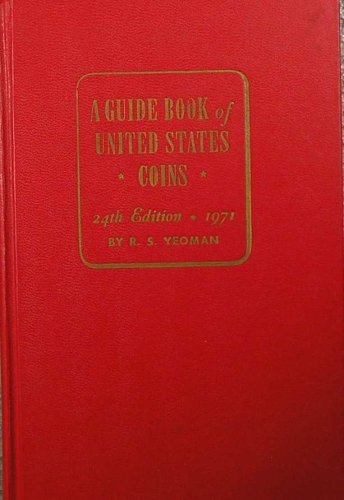 A GUIDE BOOK of
UNITED STATES
* COINS *
24th Edition * 1971
BY R. S. YEOMAN